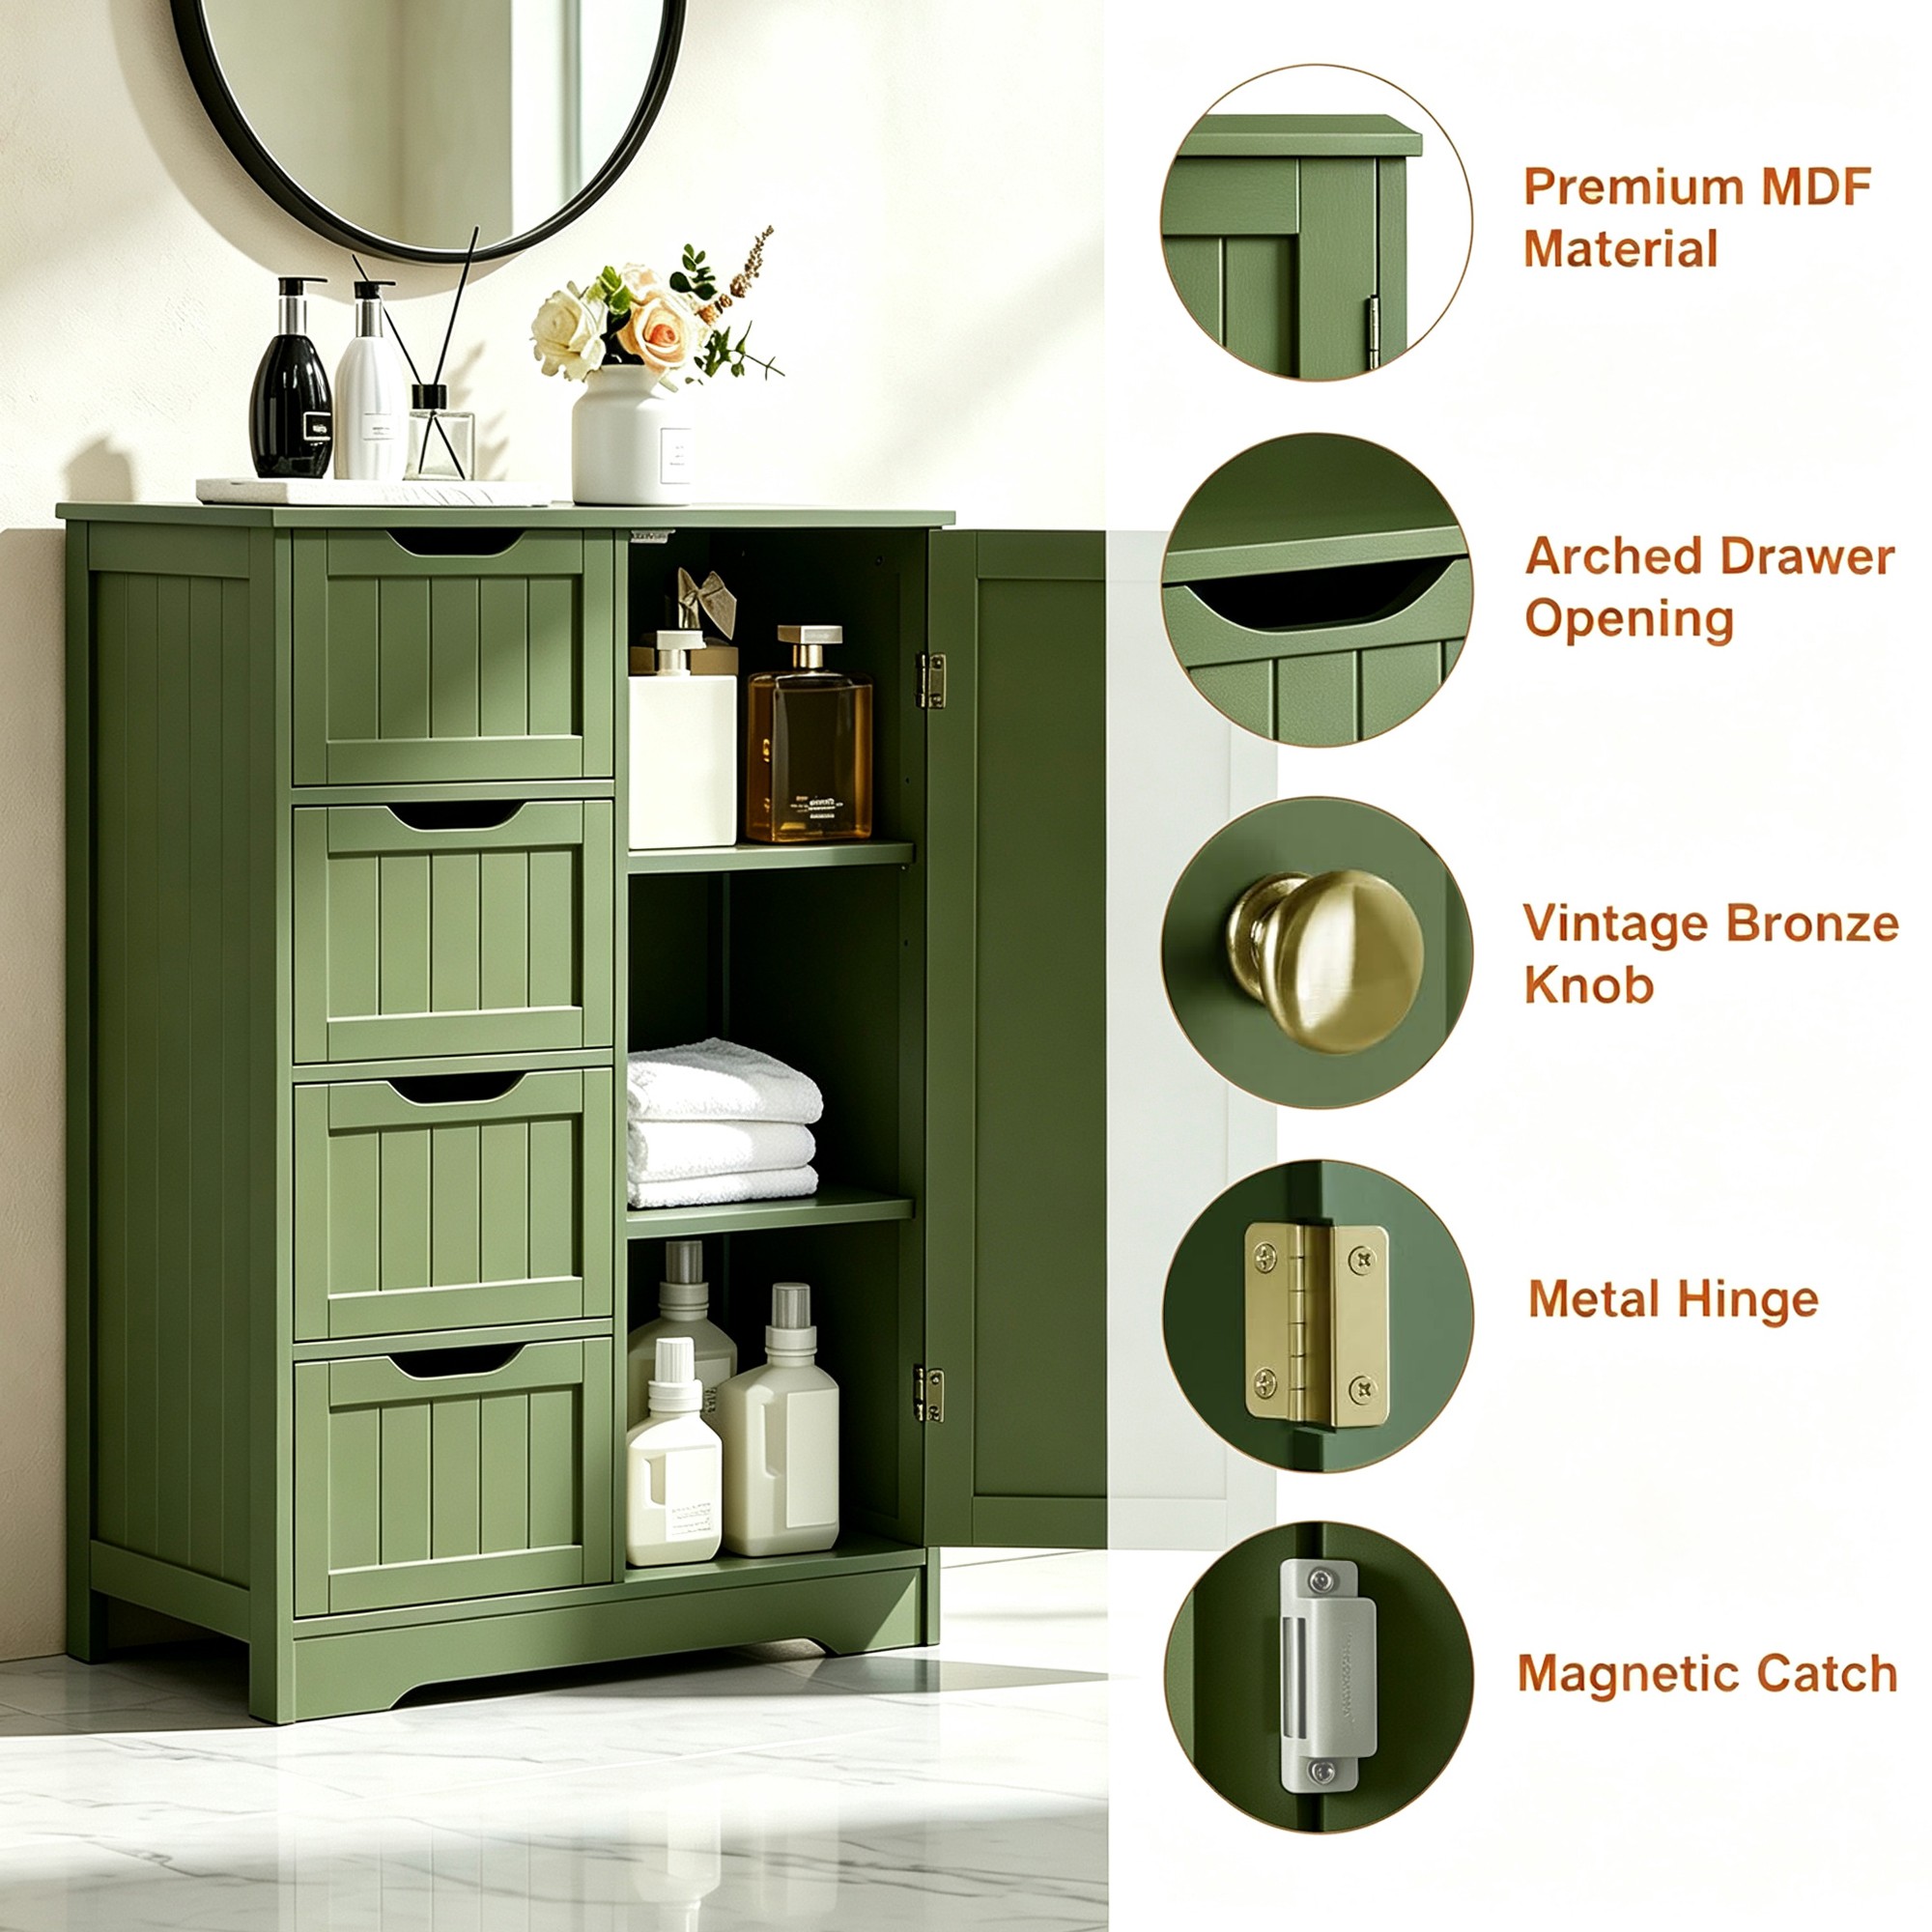 Premium MDF
Material
Arched Drawer
Opening
Vintage Bronze
Knob
Metal Hinge
Magnetic Catch